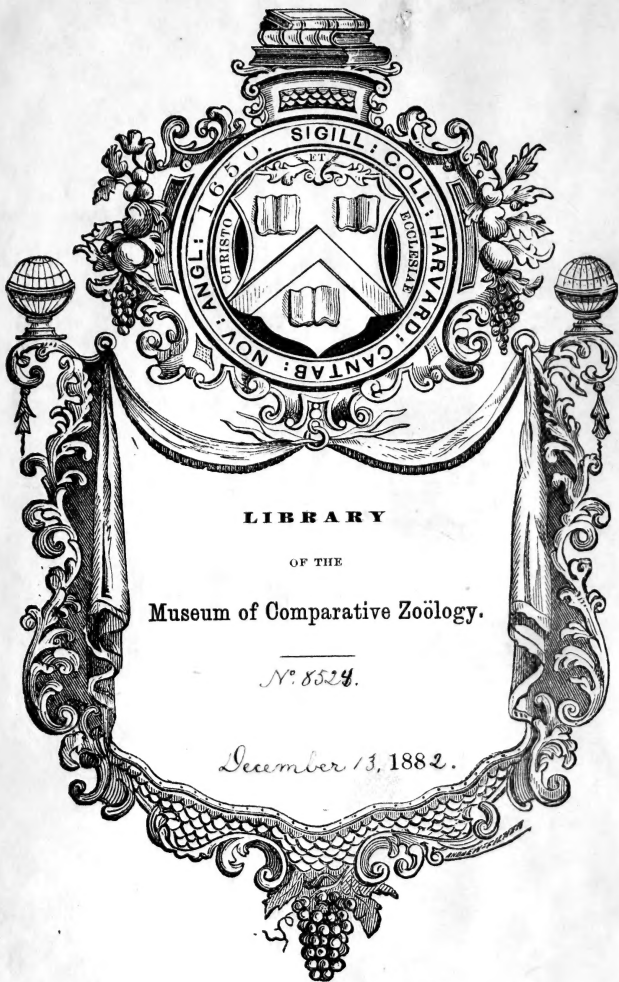 SIGILL: COLL: HARVARD: CANTAB: NOV: ANGL: 1650.
CHRISTO ET ECCLESIAE
LIBRARY
OF THE
Museum of Comparative Zoölogy.
Nº 8524.
December 13, 1882.